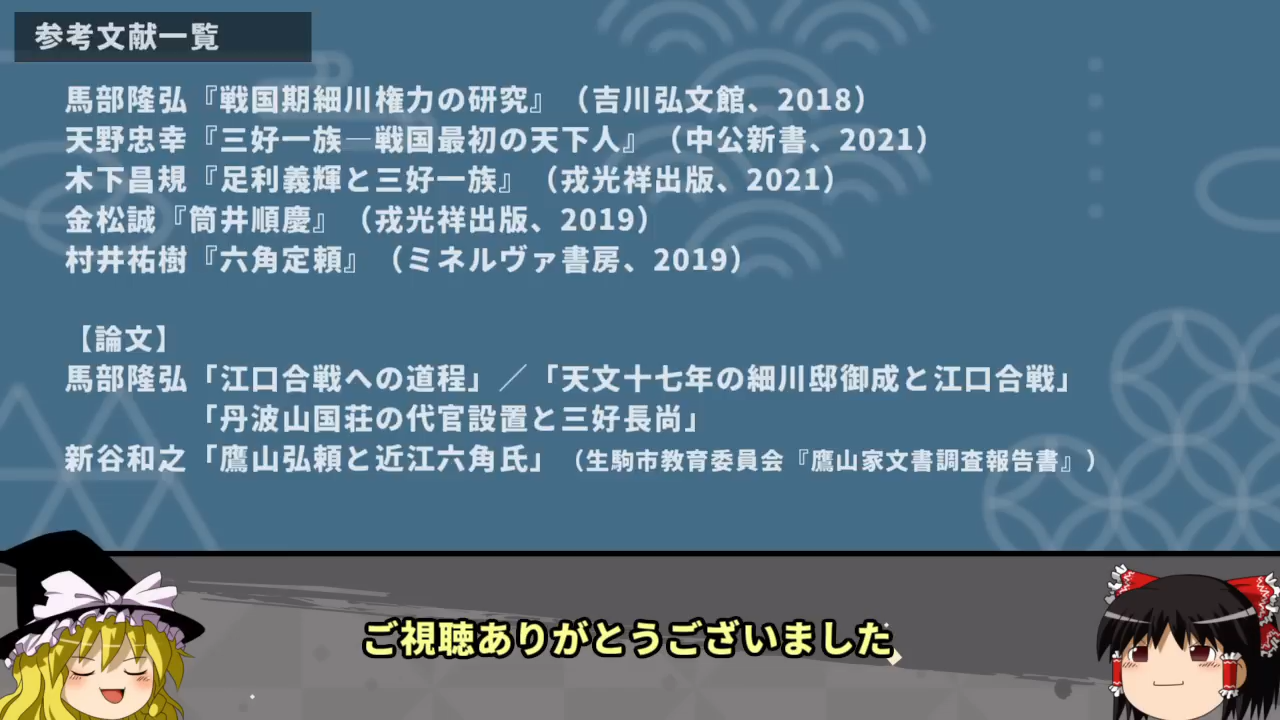 参考文献一覧
馬部隆弘『戦国期細川権力の研究』（吉川弘文館、2018）
天野忠幸『三好一族―戦国最初の天下人』（中公新書、2021）
木下昌規『足利義輝と三好一族』（戎光祥出版、2021）
金松誠『筒井順慶』（戎光祥出版、2019）
村井祐樹『六角定頼』（ミネルヴァ書房、2019）
【論文】
馬部隆弘「江口合戦への道程」／「天文十七年の細川邸御成と江口合戦」
「丹波山国荘の代官設置と三好長尚」
新谷和之「鷹山弘頼と近江六角氏」（生駒市教育委員会『鷹山家文書調査報告書』）
ご視聴ありがとうございました